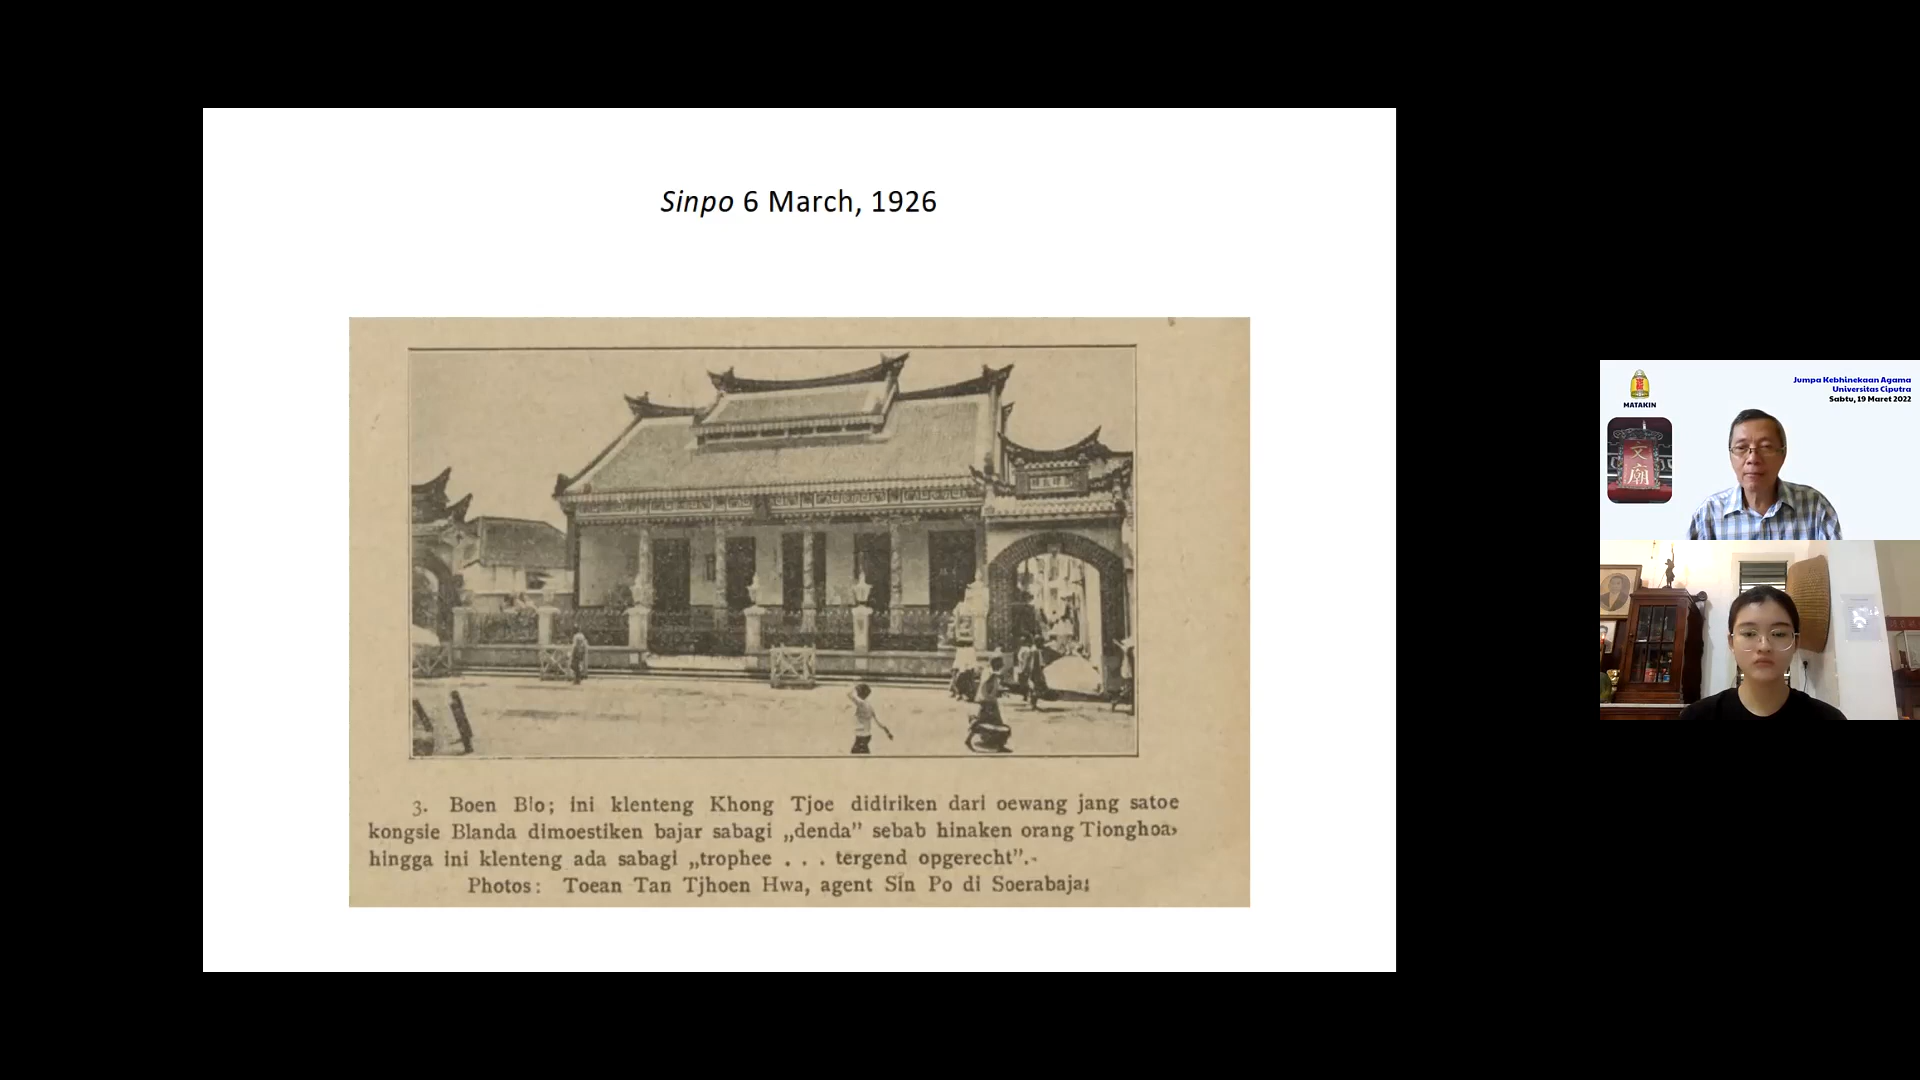 Sinpo 6 March, 1926
3. Boen Bio; ini klenteng Khong Tjoe didiriken dari oewang jang satoe
kongsie Blanda dimoestiken bajar sabagi „denda” sebab hinaken orang Tionghoa,
hingga ini klenteng ada sabagi „trophee . . . tergend opgerecht”.-
Photos: Toean Tan Tjhoen Hwa, agent Sin Po di Soerabaja;
MATAKIN
Jumpa Kebhinekaan Agama
Universitas Ciputra
Sabtu, 19 Maret 2022
文
廟